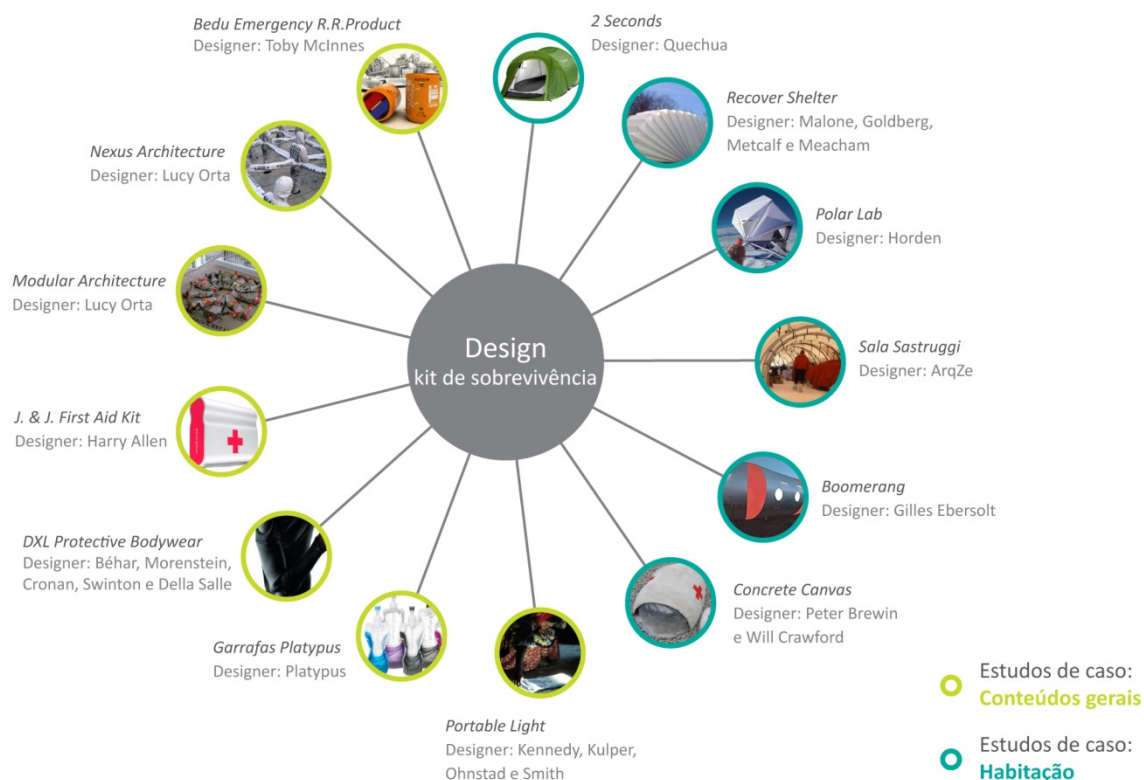 Bedu Emergency R.R.Product
Designer: Toby McInnes
2 Seconds
Designer: Quechua
Recover Shelter
Designer: Malone, Goldberg,
Metcalf e Meacham
Nexus Architecture
Designer: Lucy Orta
Polar Lab
Designer: Horden
Modular Architecture
Designer: Lucy Orta
Design
kit de sobrevivência
Sala Sastruggi
Designer: ArqZe
J. & J. First Aid Kit
Designer: Harry Allen
Boomerang
Designer: Gilles Ebersolt
DXL Protective Bodywear
Designer: Béhar, Morenstein,
Cronan, Swinton e Della Salle
Concrete Canvas
Designer: Peter Brewin
e Will Crawford
Garrafas Platypus
Designer: Platypus
Portable Light
Designer: Kennedy, Kulper,
Ohnstad e Smith
Estudos de caso:
Conteúdos gerais
Estudos de caso:
Habitação